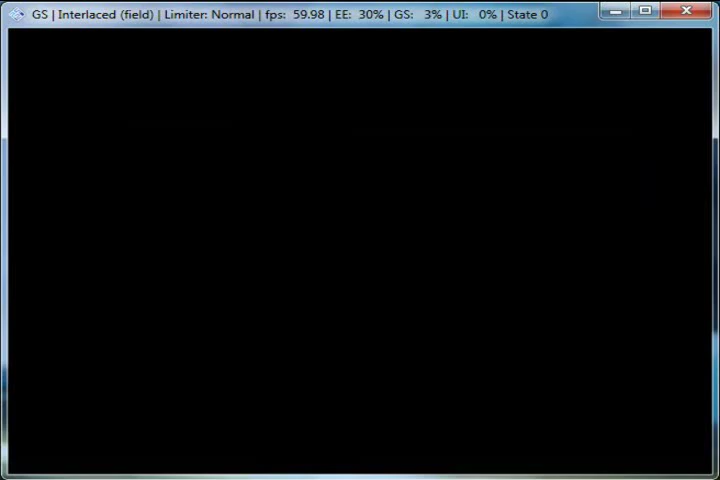 GS | Interlaced (field) | Limiter: Normal | fps: 59.98 | EE: 30% | GS: 3% | UI: 0% | State 0